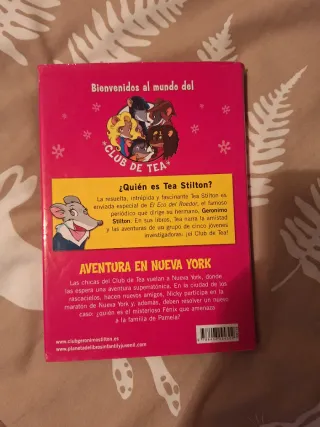 Bienvenidos al mundo del
CLUB DE TEA
¿Quién es Tea Stilton?
La resuelta, intrépida y fascinante Tea Stilton es
enviada especial de El Eco del Roedor, el famoso
periódico que dirige su hermano, Geronimo
Stilton. En sus libros, Tea narra la amistad
y las aventuras de un grupo de cinco jóvenes
investigadoras: ¡el Club de Tea!
AVENTURA EN NUEVA YORK
Las chicas del Club de Tea vuelan a Nueva York, donde
las espera una aventura superratónica. En la ciudad de los
rascacielos, hacen nuevos amigos, Nicky participa en la
maratón de Nueva York y, además, deben resolver un nuevo
caso: ¿quién es el misterioso Fénix que amenaza
a la familia de Pamela?
www.clubgeronimostilton.es
www.planetadelibrosinfantilyjuvenil.com